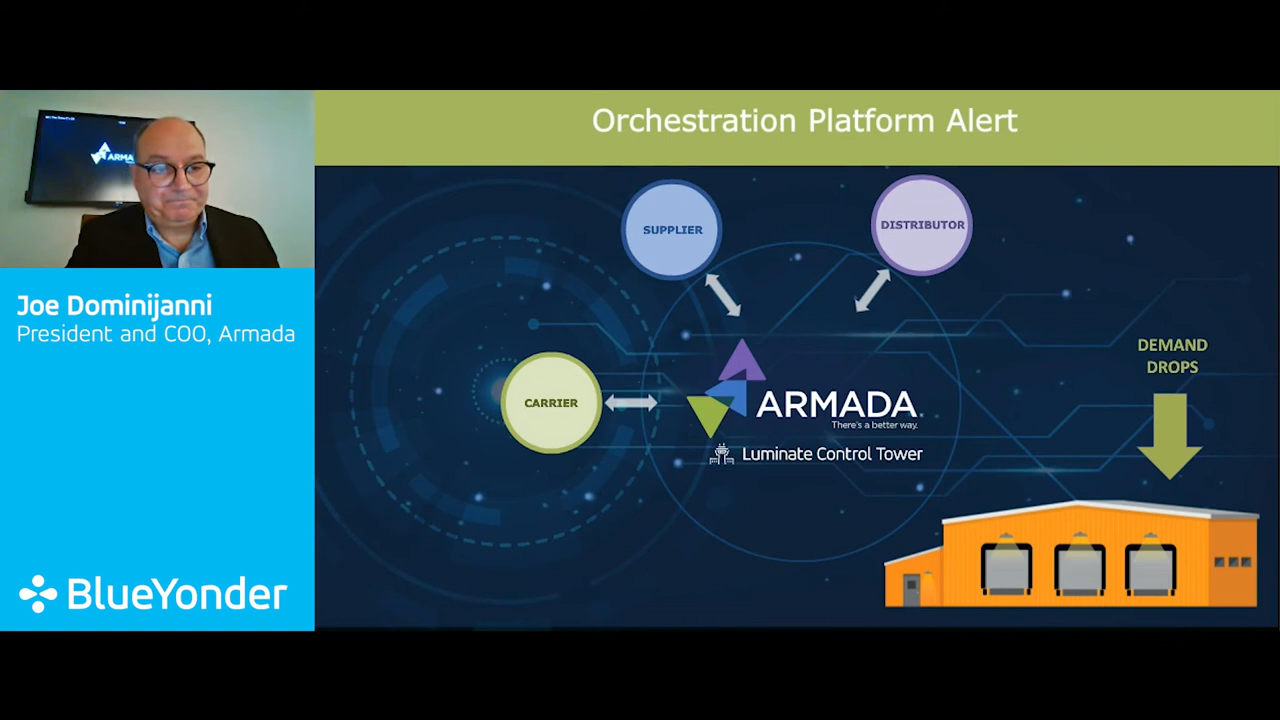 Orchestration Platform Alert
ARMA
Joe Dominijanni
President and COO, Armada
BlueYonder
SUPPLIER
DISTRIBUTOR
CARRIER
ARMADA
There's a better way.
Luminate Control Tower
DEMAND
DROPS